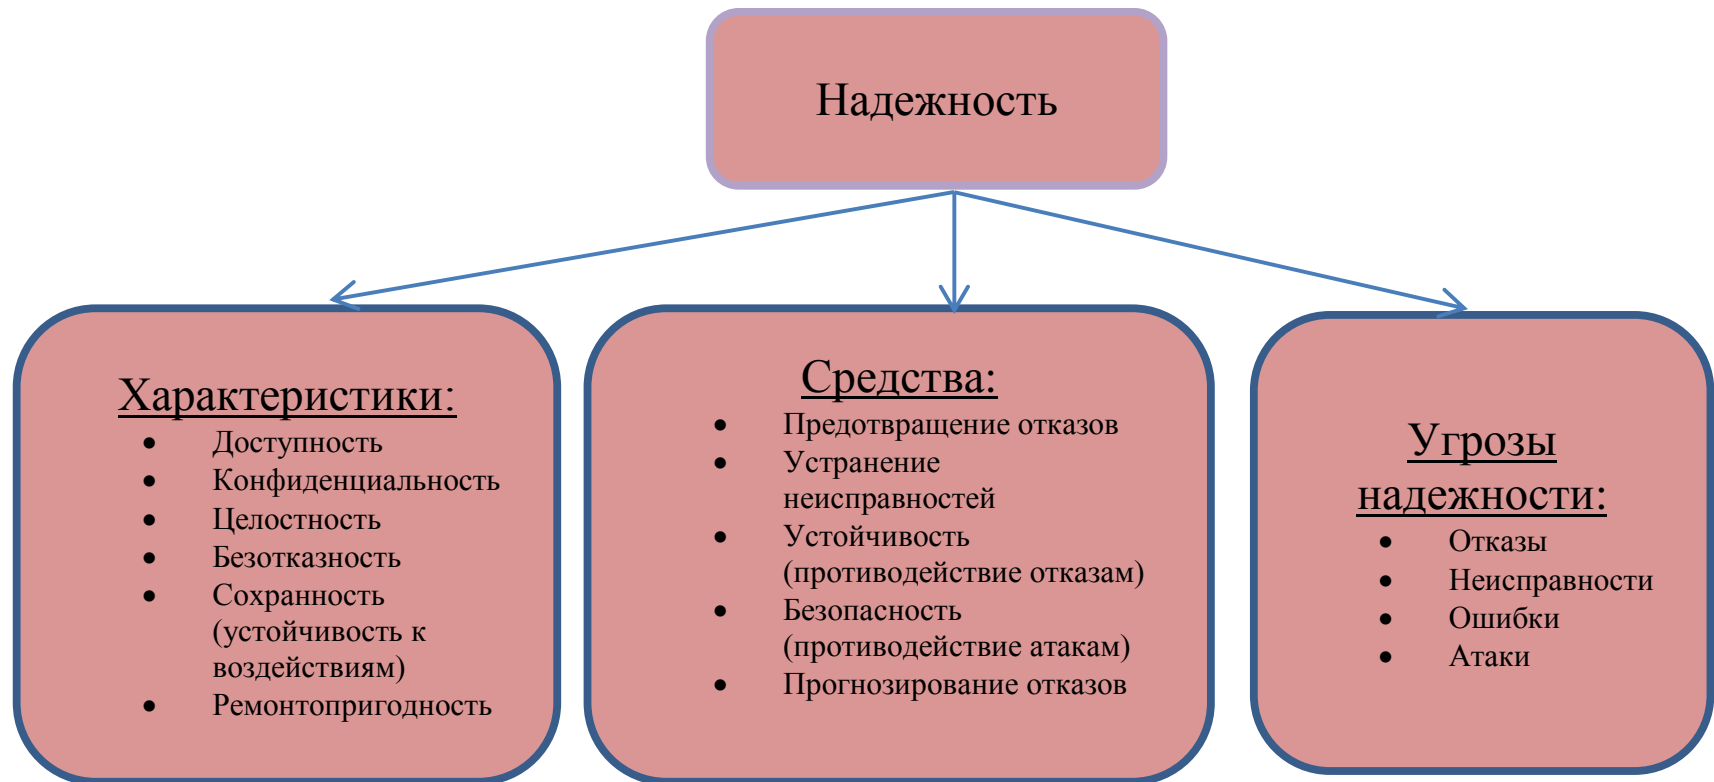 Надежность
Характеристики:
• Доступность
• Конфиденциальность
• Целостность
• Безотказность
• Сохранность
(устойчивость к
воздействиям)
• Ремонтопригодность
Средства:
• Предотвращение отказов
• Устранение
неисправностей
• Устойчивость
(противодействие отказам)
• Безопасность
(противодействие атакам)
• Прогнозирование отказов
Угрозы
надежности:
• Отказы
• Неисправности
• Ошибки
• Атаки